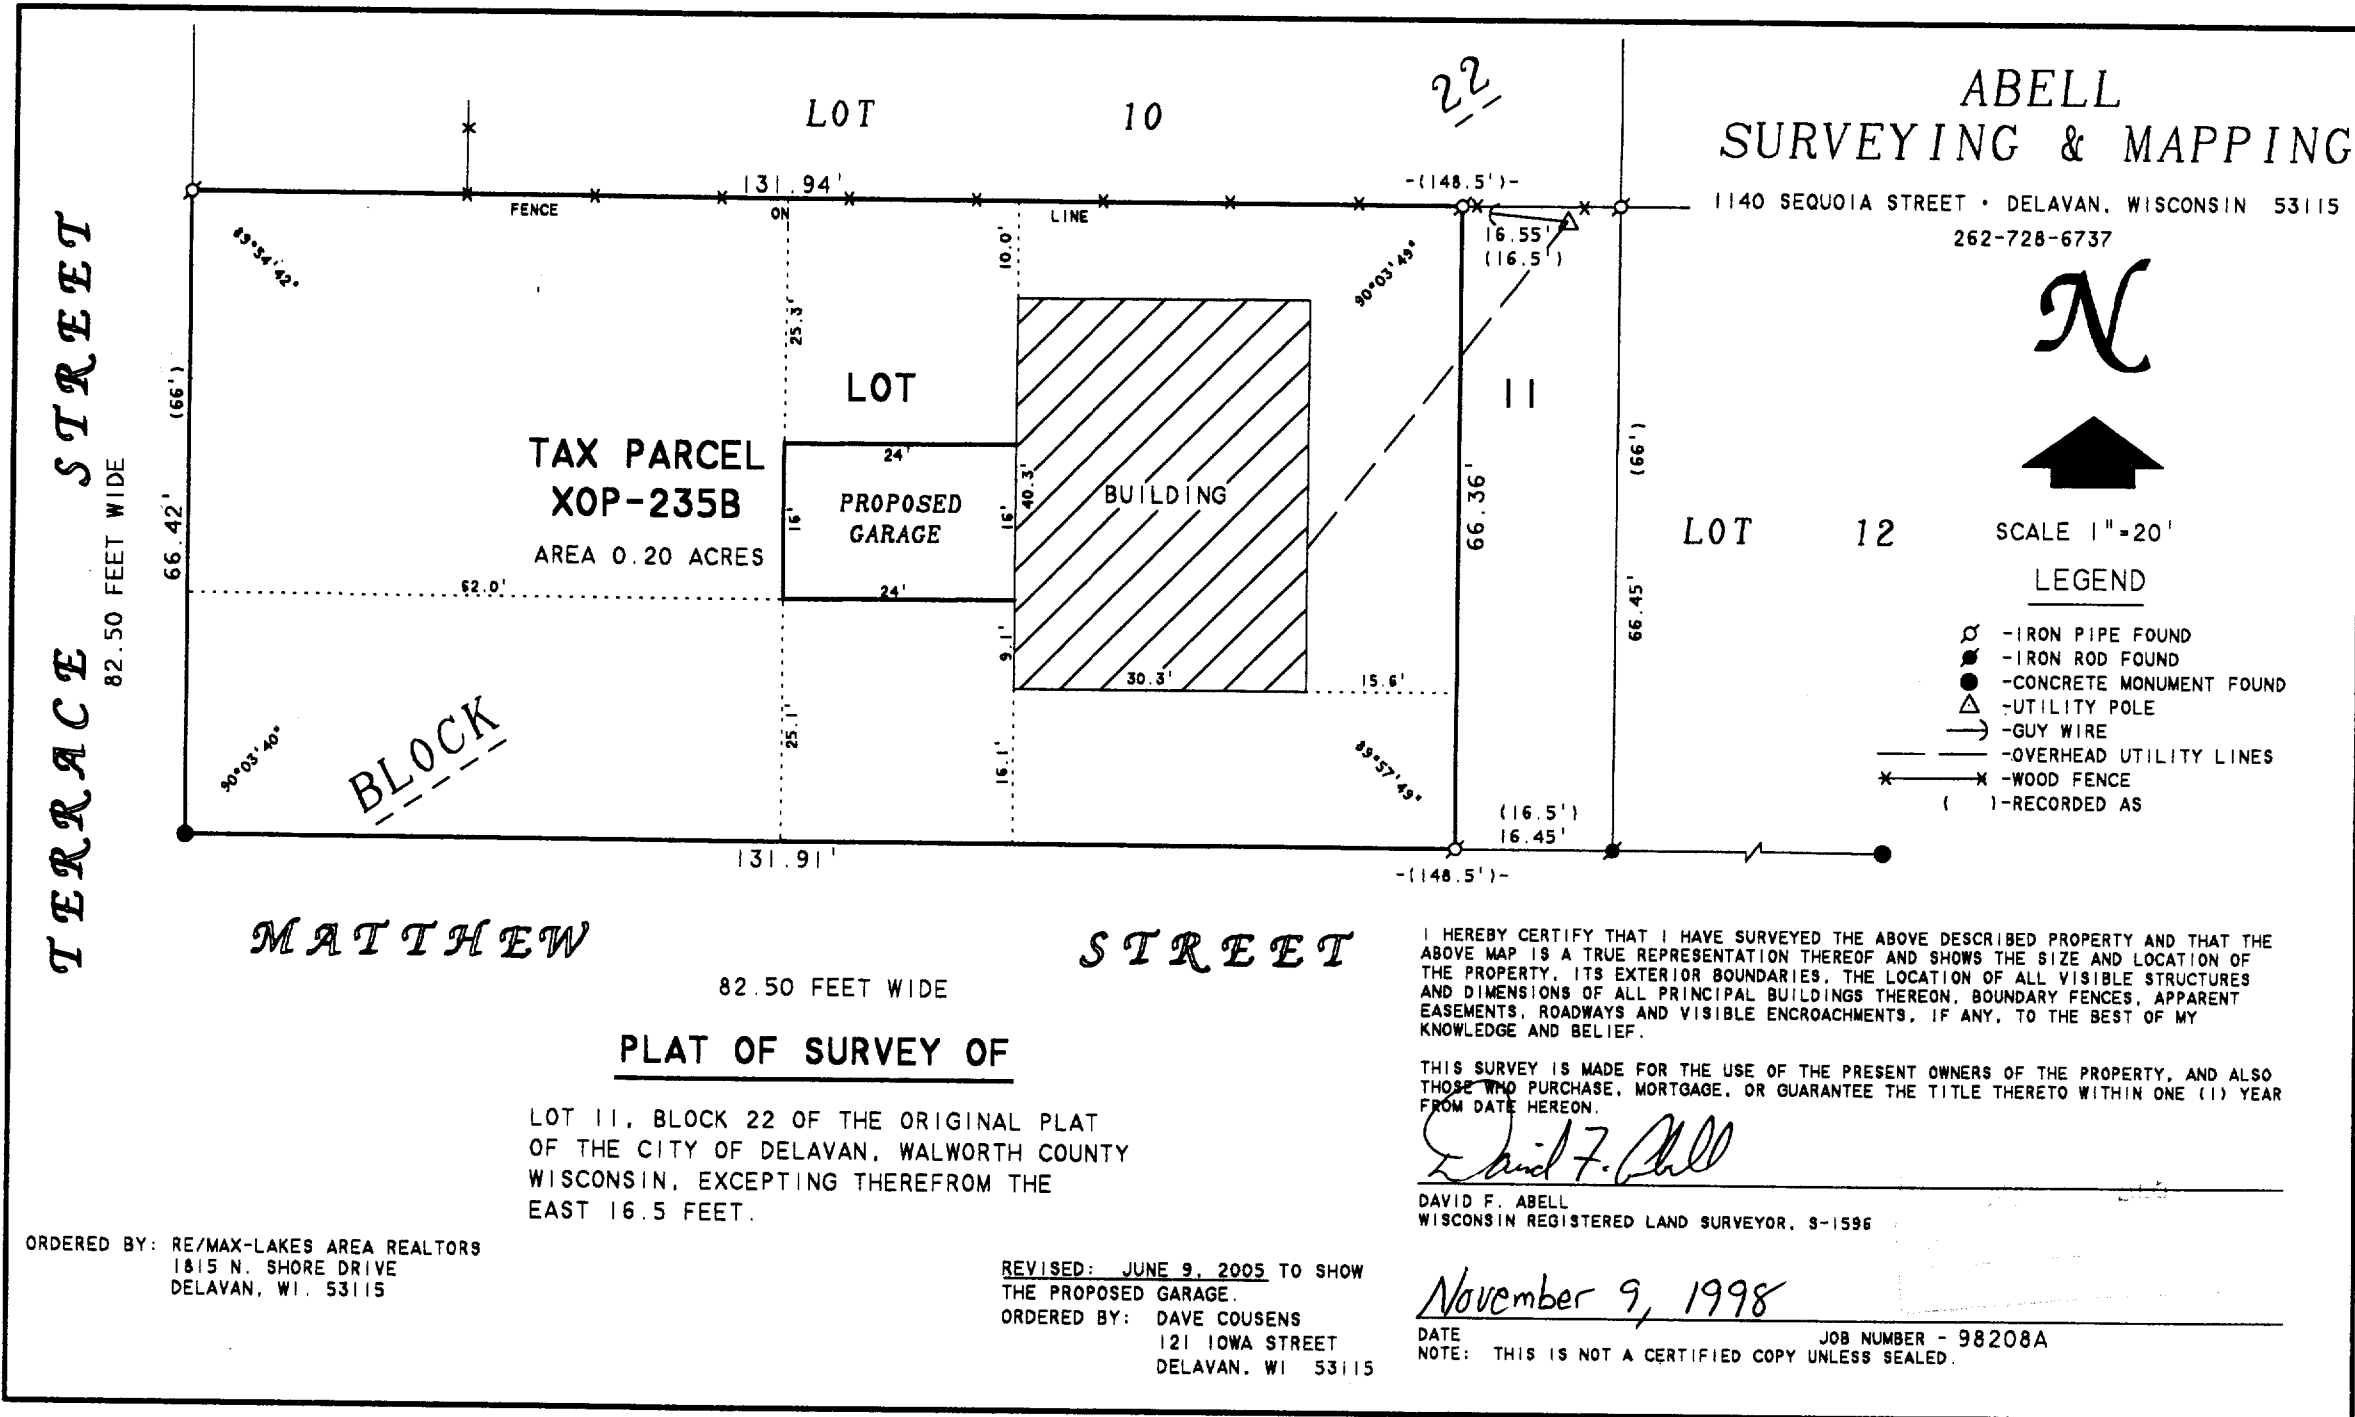 LOT 10
22
ABELL
SURVEYING & MAPPING
1140 SEQUOIA STREET · DELAVAN, WISCONSIN 53115
262-728-6737
N
SCALE 1"=20'
131.94'
-(148.5')-
FENCE ON LINE
16.55'
(16.5')
89°54'42"
90°03'49"
10.0'
25.3'
LOT 11
TERRACE STREET
82.50 FEET WIDE
(66')
66.42'
TAX PARCEL
XOP-235B
AREA 0.20 ACRES
24'
PROPOSED
GARAGE
16'
16'
24'
40.3'
BUILDING
66.36'
(66')
66.45'
LOT 12
62.0'
9.1'
30.3'
15.6'
25.1'
16.1'
90°03'40"
89°57'49"
BLOCK
131.91'
(16.5')
16.45'
-(148.5')-
LEGEND
-IRON PIPE FOUND
-IRON ROD FOUND
-CONCRETE MONUMENT FOUND
-UTILITY POLE
-GUY WIRE
-OVERHEAD UTILITY LINES
-WOOD FENCE
( )-RECORDED AS
MATTHEW STREET
82.50 FEET WIDE
PLAT OF SURVEY OF
LOT 11, BLOCK 22 OF THE ORIGINAL PLAT
OF THE CITY OF DELAVAN, WALWORTH COUNTY
WISCONSIN, EXCEPTING THEREFROM THE
EAST 16.5 FEET.
ORDERED BY: RE/MAX-LAKES AREA REALTORS
1815 N. SHORE DRIVE
DELAVAN, WI. 53115
REVISED: JUNE 9, 2005 TO SHOW
THE PROPOSED GARAGE.
ORDERED BY: DAVE COUSENS
121 IOWA STREET
DELAVAN, WI 53115
I HEREBY CERTIFY THAT I HAVE SURVEYED THE ABOVE DESCRIBED PROPERTY AND THAT THE
ABOVE MAP IS A TRUE REPRESENTATION THEREOF AND SHOWS THE SIZE AND LOCATION OF
THE PROPERTY, ITS EXTERIOR BOUNDARIES, THE LOCATION OF ALL VISIBLE STRUCTURES
AND DIMENSIONS OF ALL PRINCIPAL BUILDINGS THEREON, BOUNDARY FENCES, APPARENT
EASEMENTS, ROADWAYS AND VISIBLE ENCROACHMENTS, IF ANY, TO THE BEST OF MY
KNOWLEDGE AND BELIEF.
THIS SURVEY IS MADE FOR THE USE OF THE PRESENT OWNERS OF THE PROPERTY, AND ALSO
THOSE WHO PURCHASE, MORTGAGE, OR GUARANTEE THE TITLE THERETO WITHIN ONE (1) YEAR
FROM DATE HEREON.
David F. Abell
DAVID F. ABELL
WISCONSIN REGISTERED LAND SURVEYOR, S-1596
November 9, 1998
DATE
JOB NUMBER - 98208A
NOTE: THIS IS NOT A CERTIFIED COPY UNLESS SEALED.